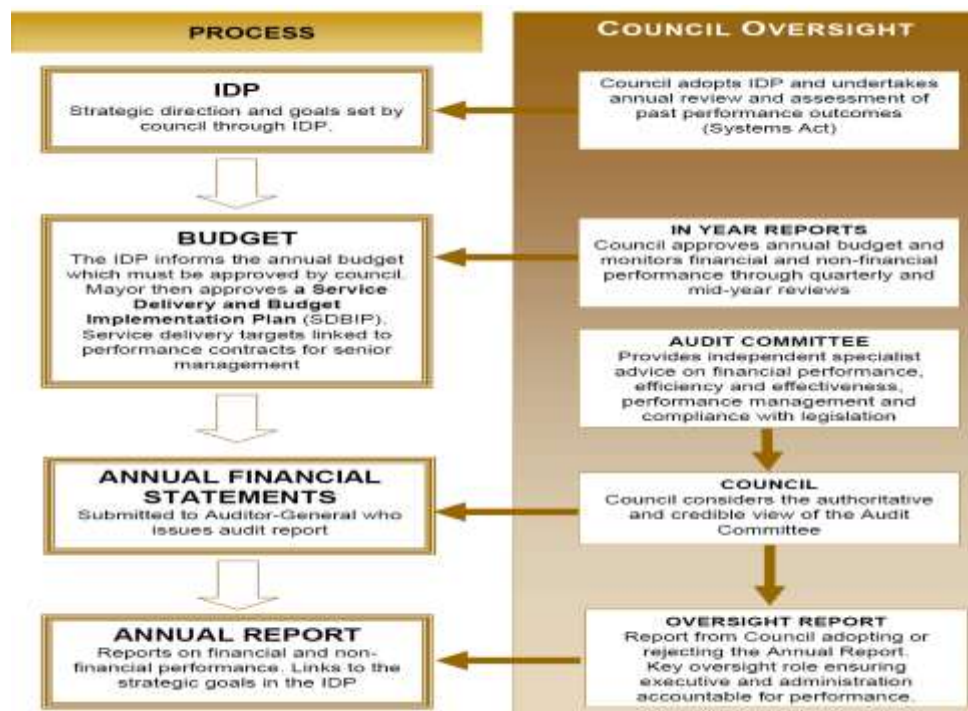 PROCESS
IDP
Strategic direction and goals set by
council through IDP.
BUDGET
The IDP informs the annual budget
which must be approved by council.
Mayor then approves a Service
Delivery and Budget
Implementation Plan (SDBIP).
Service delivery targets linked to
performance contracts for senior
management
ANNUAL FINANCIAL
STATEMENTS
Submitted to Auditor-General who
issues audit report
ANNUAL REPORT
Reports on financial and non-
financial performance. Links to the
strategic goals in the IDP
COUNCIL OVERSIGHT
Council adopts IDP and undertakes
annual review and assessment of
past performance outcomes
(Systems Act)
IN YEAR REPORTS
Council approves annual budget and
monitors financial and non-financial
performance through quarterly and
mid-year reviews
AUDIT COMMITTEE
Provides independent specialist
advice on financial performance,
efficiency and effectiveness,
performance management and
compliance with legislation
COUNCIL
Council considers the authoritative
and credible view of the Audit
Committee
OVERSIGHT REPORT
Report from Council adopting or
rejecting the Annual Report.
Key oversight role ensuring
executive and administration
accountable for performance.